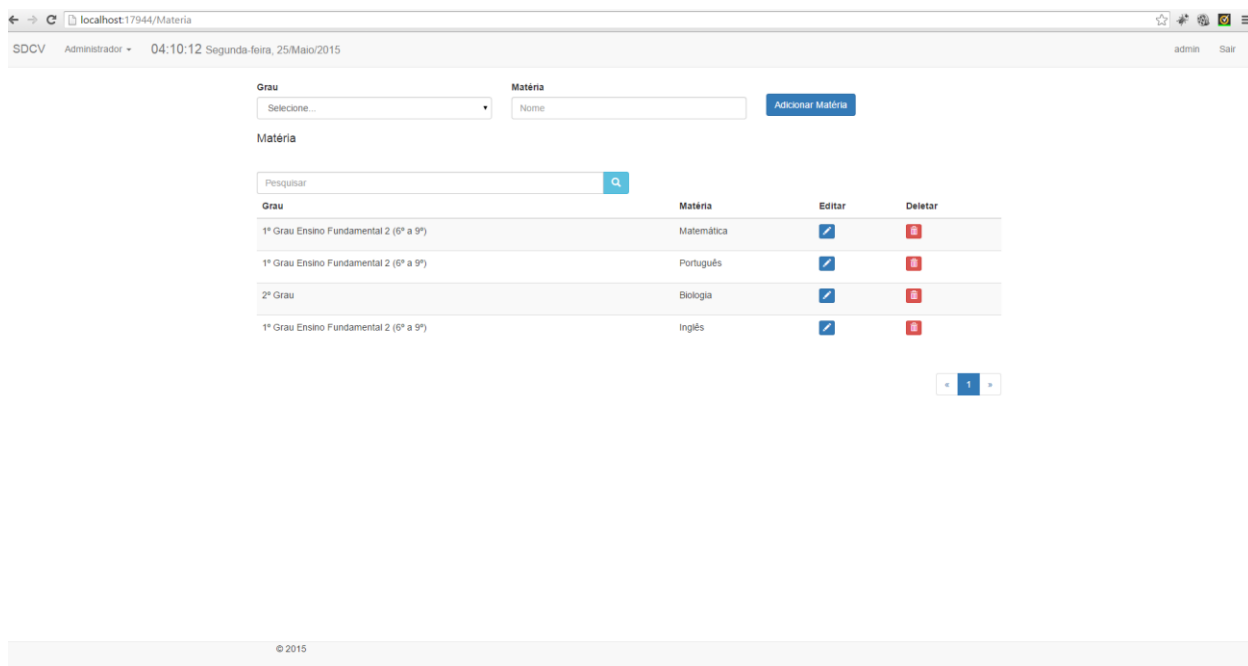 localhost:17944/Materia
SDCV Administrador 04:10:12 Segunda-feira, 25/Maio/2015 admin Sair
Grau Matéria
Selecione... Nome Adicionar Matéria
Matéria
Pesquisar
Grau Matéria Editar Deletar
1º Grau Ensino Fundamental 2 (6º a 9º) Matemática
1º Grau Ensino Fundamental 2 (6º a 9º) Português
2º Grau Biologia
1º Grau Ensino Fundamental 2 (6º a 9º) Inglês
« 1 »
© 2015